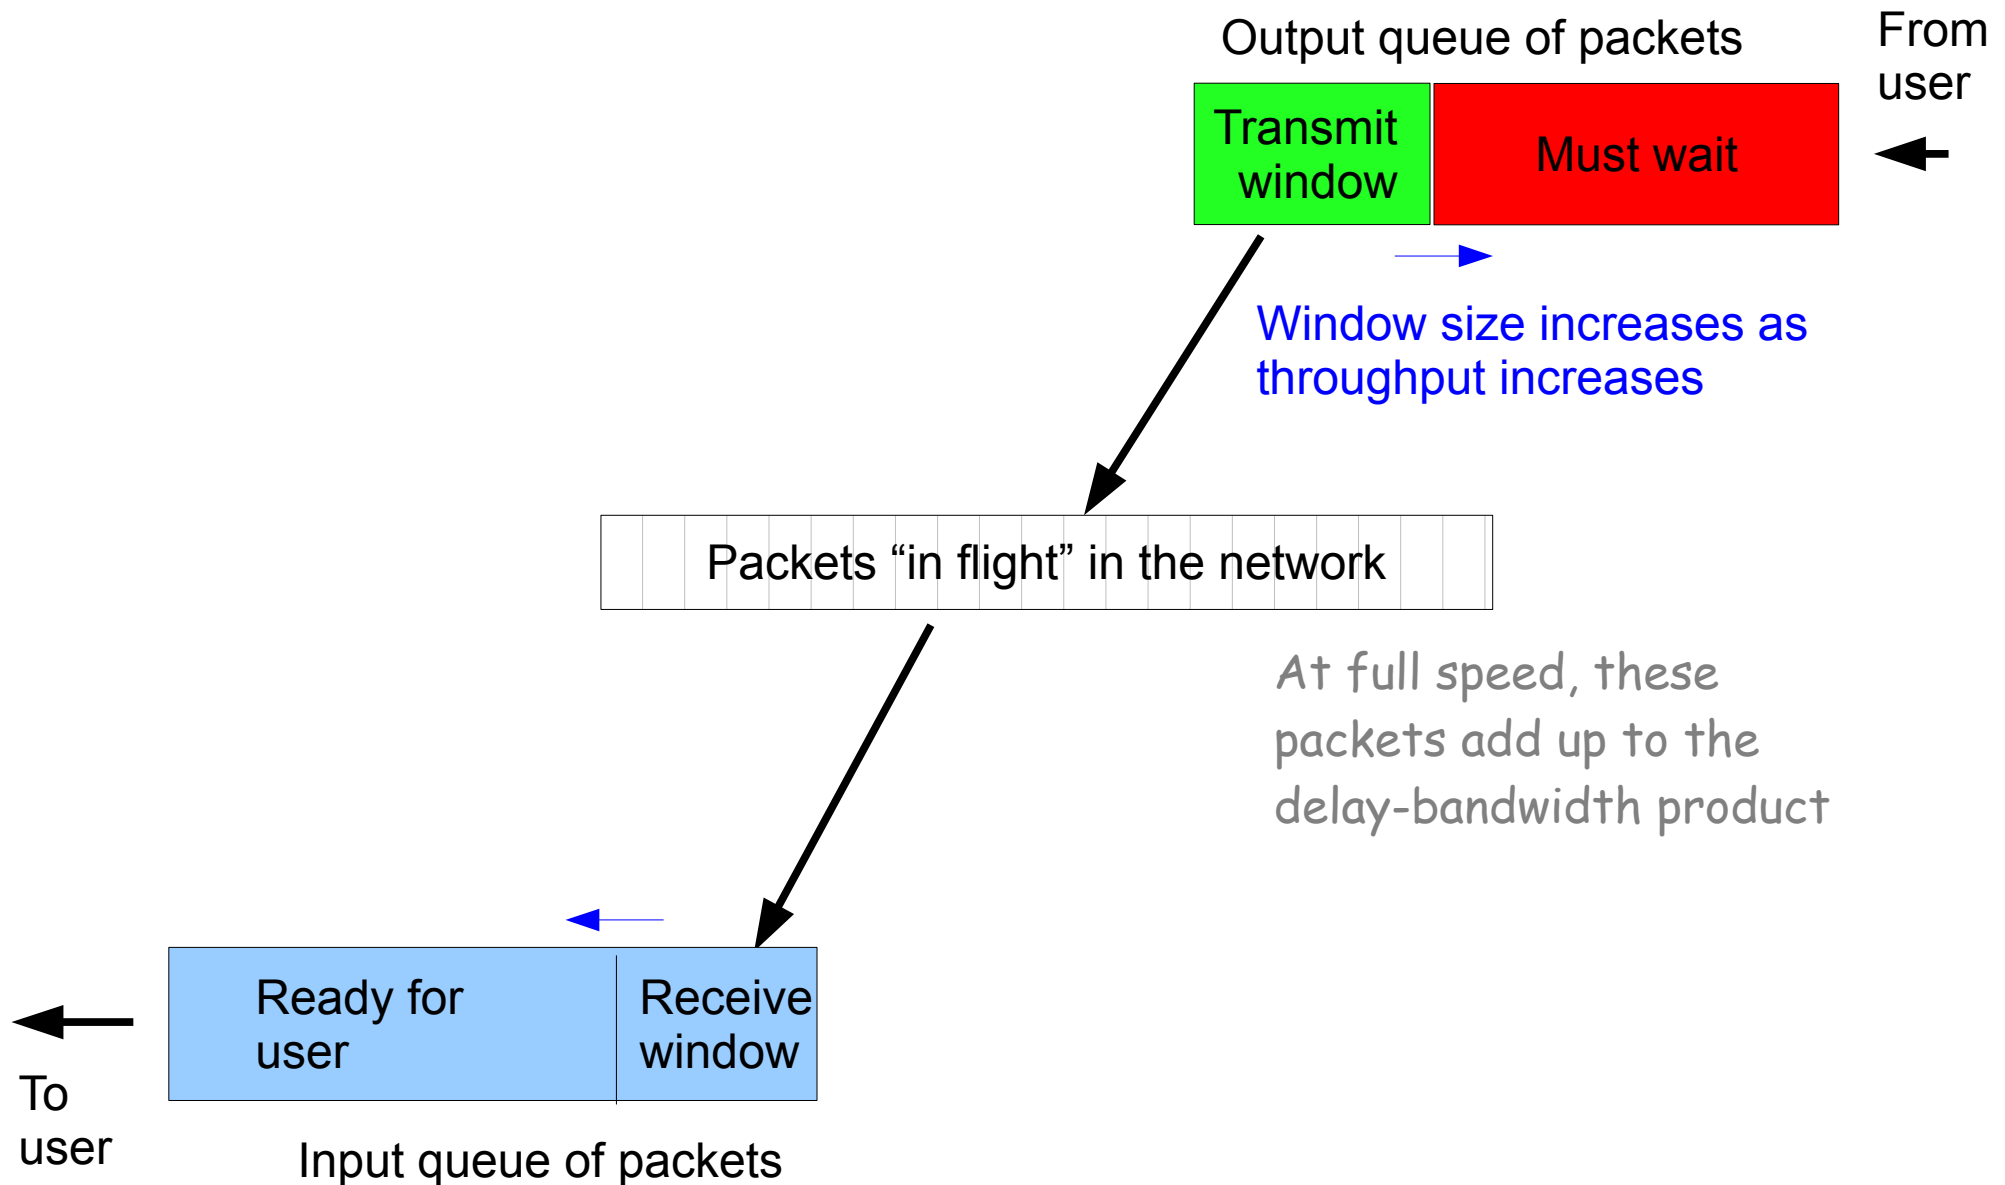 Output queue of packets
From
user
Transmit
window
Must wait
Window size increases as
throughput increases
Packets “in flight” in the network
At full speed, these
packets add up to the
delay-bandwidth product
Ready for
user
Receive
window
To
user
Input queue of packets